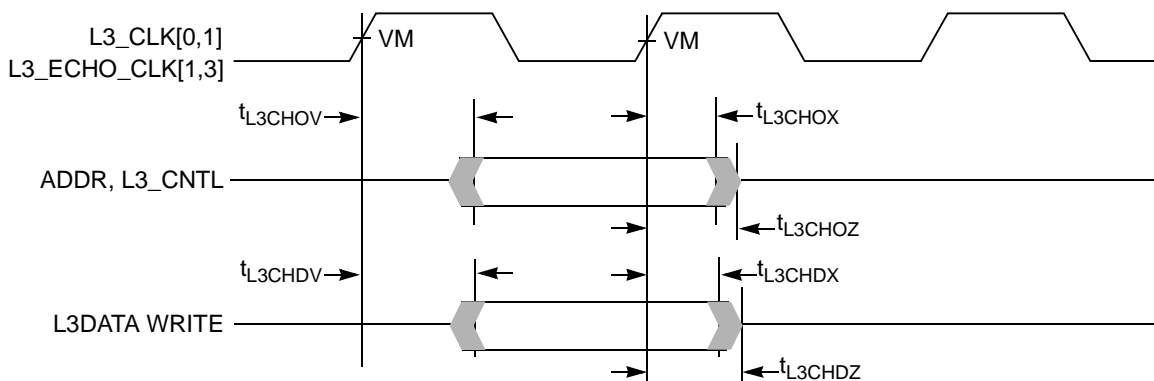 L3_CLK[0,1]
VM
VM
L3_ECHO_CLK[1,3]
tL3CHOV
tL3CHOX
ADDR, L3_CNTL
tL3CHOZ
tL3CHDV
tL3CHDX
L3DATA WRITE
tL3CHDZ